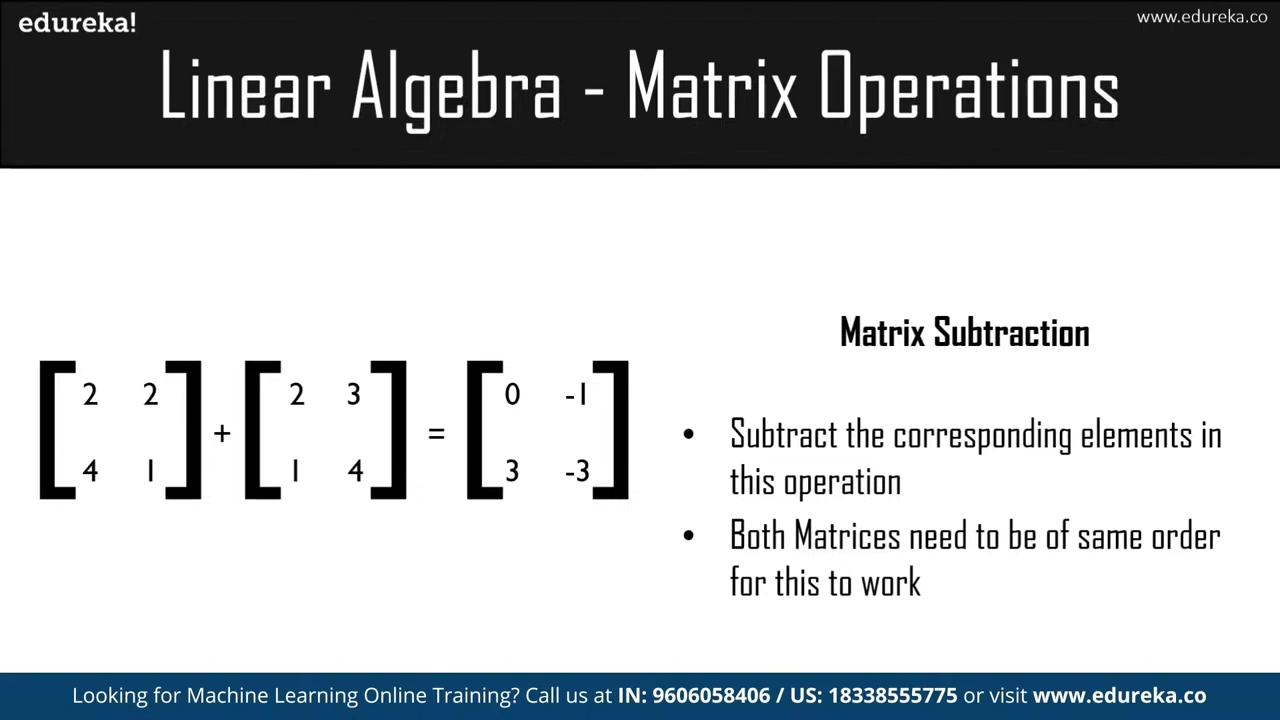 edureka!
www.edureka.co
Linear Algebra - Matrix Operations
Matrix Subtraction
2 2 2 3 0 -1
+ =
4 1 1 4 3 -3
• Subtract the corresponding elements in
this operation
• Both Matrices need to be of same order
for this to work
Looking for Machine Learning Online Training? Call us at IN: 9606058406 / US: 18338555775 or visit www.edureka.co